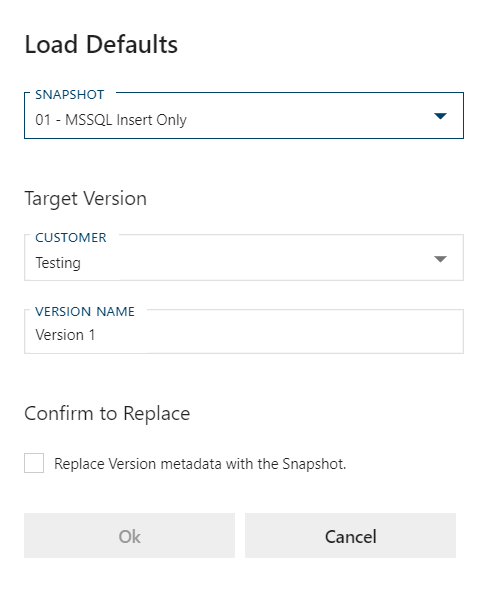 Load Defaults
SNAPSHOT
01 - MSSQL Insert Only
Target Version
CUSTOMER
Testing
VERSION NAME
Version 1
Confirm to Replace
Replace Version metadata with the Snapshot.
Ok
Cancel